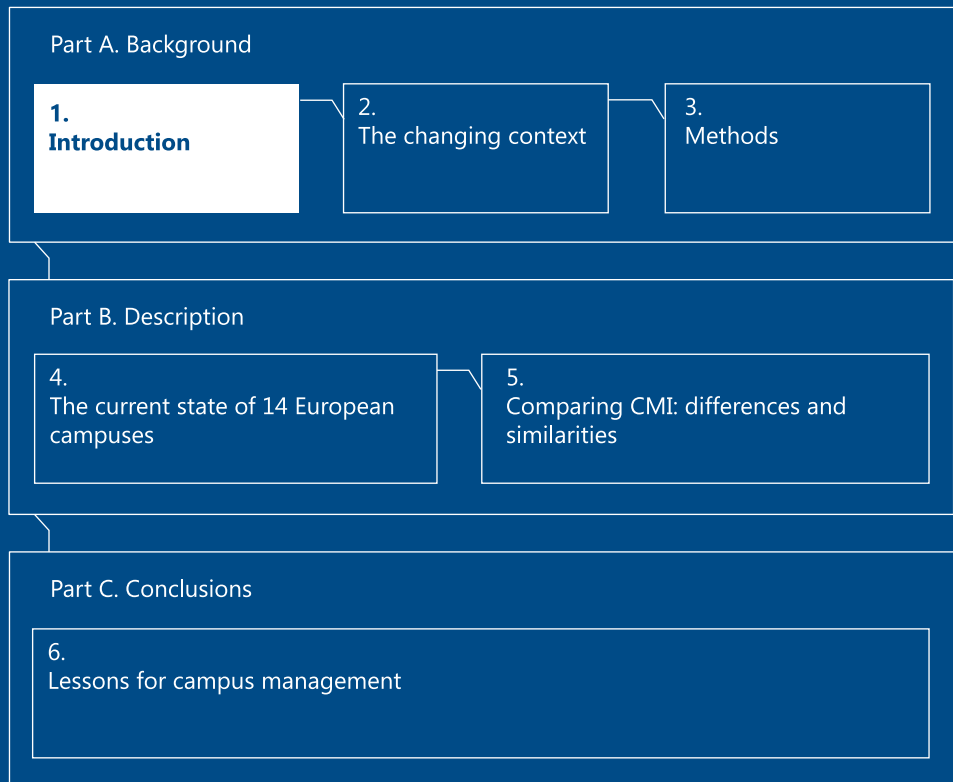 Part A. Background
1.
Introduction
2.
The changing context
3.
Methods
Part B. Description
4.
The current state of 14 European
campuses
5.
Comparing CMI: differences and
similarities
Part C. Conclusions
6.
Lessons for campus management